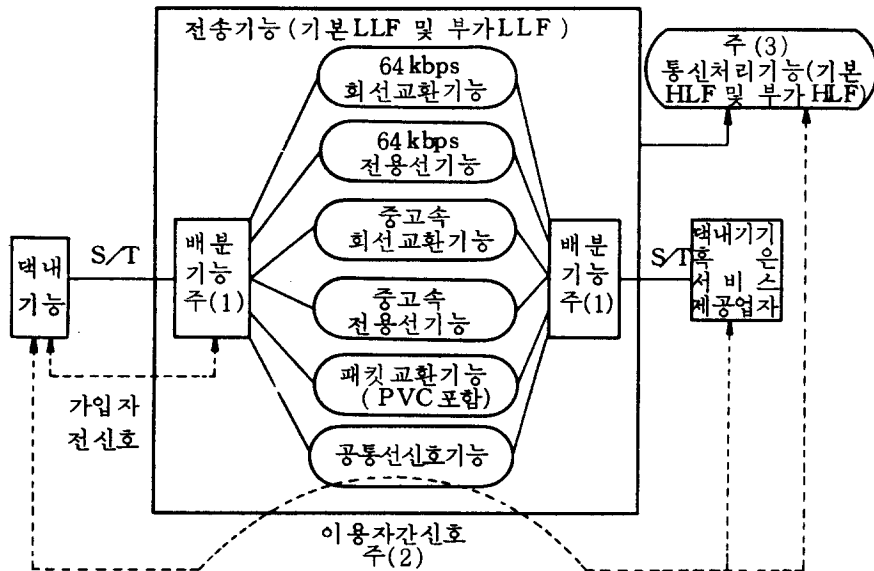 전송기능(기본LLF 및 부가LLF)
64kbps
회선교환기능
64kbps
전용선기능
중고속
회선교환기능
중고속
전용선기능
패킷교환기능
(PVC포함)
공통선신호기능
주(3)
통신처리기능(기본
HLF 및 부가HLF)
댁내
기능
S/T
배분
기능
주(1)
배분
기능
주(1)
S/T
댁내기기
혹은
서비스
제공업자
가입자
전신호
이용자간신호
주(2)